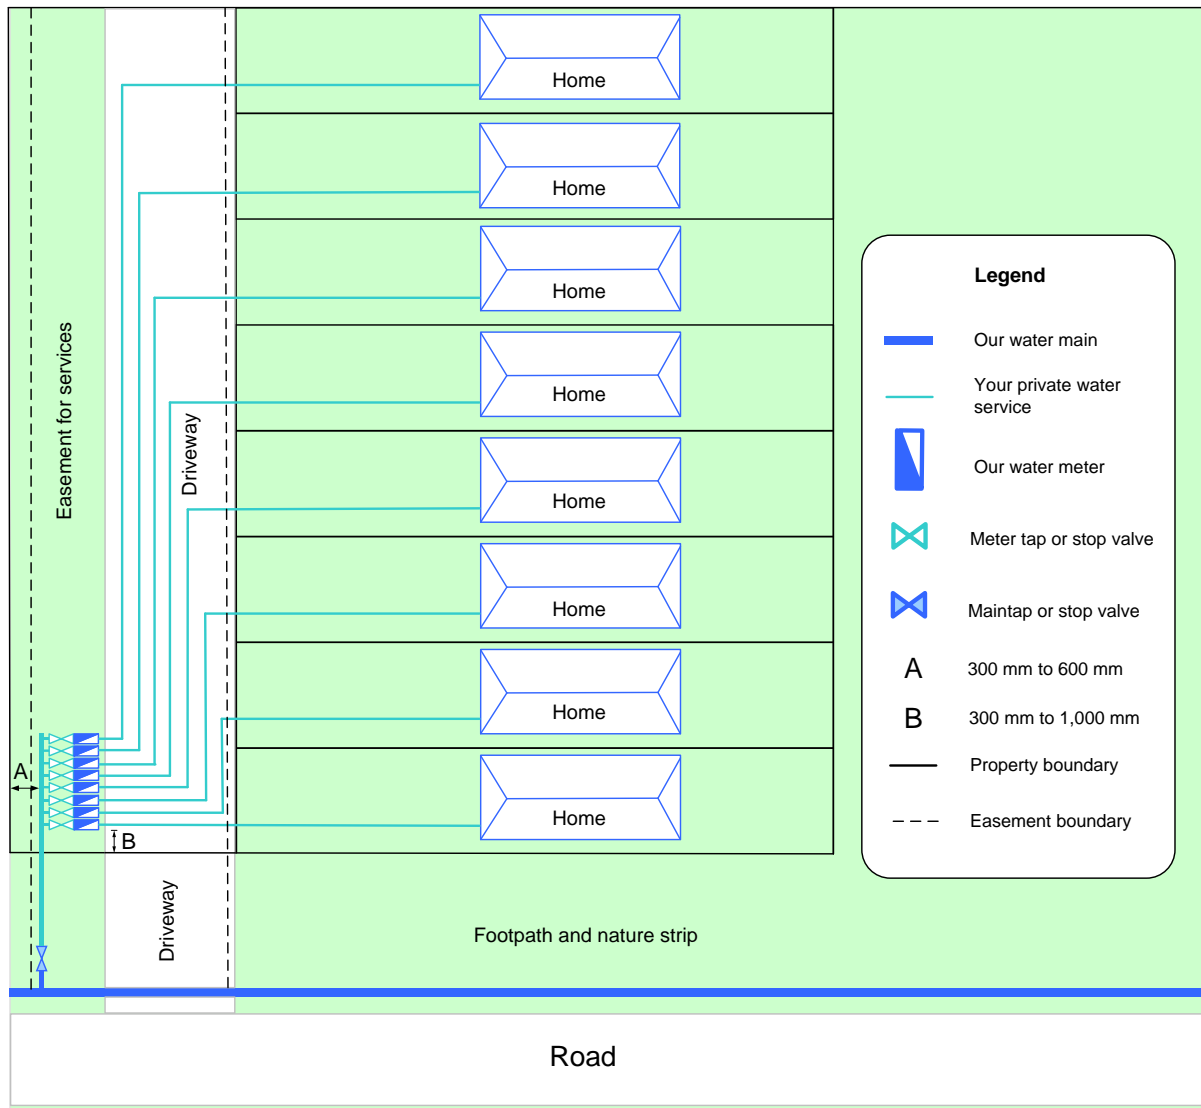 Home
Home
Home
Home
Home
Home
Home
Home
Easement for services
Driveway
A
B
Driveway
Footpath and nature strip
Road
Legend
Our water main
Your private water
service
Our water meter
Meter tap or stop valve
Maintap or stop valve
A 300 mm to 600 mm
B 300 mm to 1,000 mm
Property boundary
Easement boundary